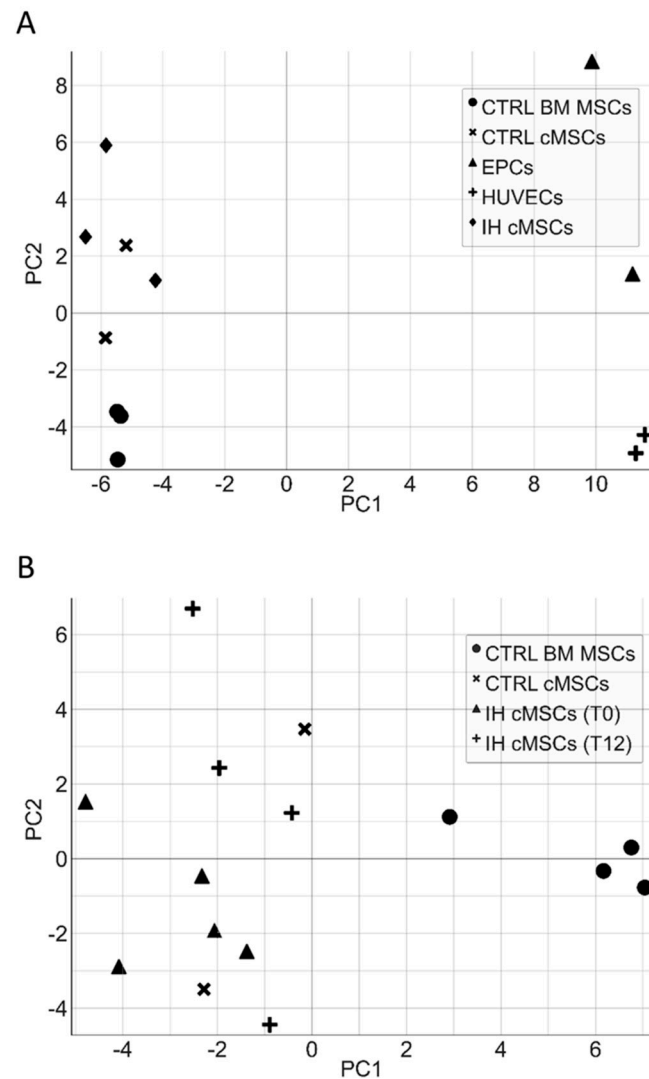 A
8
6
4
2
0
-2
-4
PC2
CTRL BM MSCs
CTRL cMSCs
EPCs
HUVECs
IH cMSCs
-6 -4 -2 0 2 4 6 8 10
PC1
B
6
4
2
0
-2
-4
PC2
CTRL BM MSCs
CTRL cMSCs
IH cMSCs (T0)
IH cMSCs (T12)
-4 -2 0 2 4 6
PC1